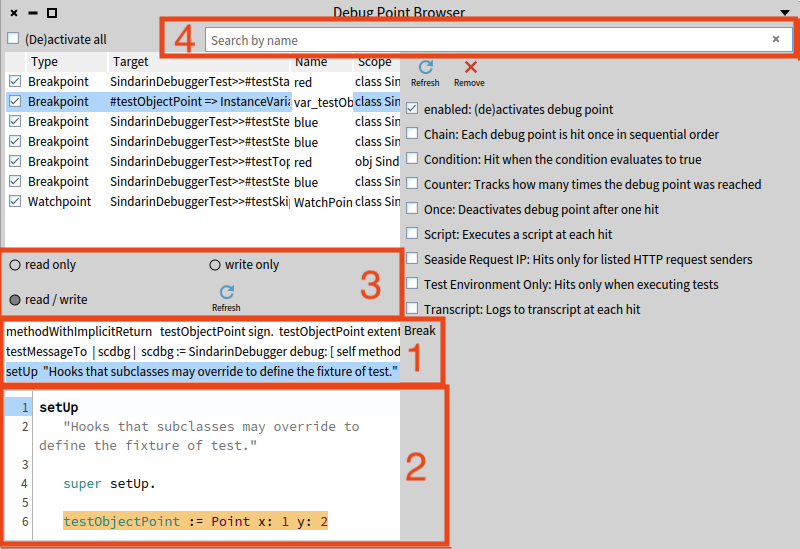 Debug Point Browser
(De)activate all
4
Search by name
Type Target Name Scope
Breakpoint SindarinDebuggerTest>>#testSta red class Sin
Breakpoint #testObjectPoint => InstanceVaria var_testOb class Sin
Breakpoint SindarinDebuggerTest>>#testSte blue class Sin
Breakpoint SindarinDebuggerTest>>#testSte blue class Sin
Breakpoint SindarinDebuggerTest>>#testTop red obj Sind
Breakpoint SindarinDebuggerTest>>#testSte blue class Sin
Watchpoint SindarinDebuggerTest>>#testSkip WatchPoin class Sin
Refresh Remove
enabled: (de)activates debug point
Chain: Each debug point is hit once in sequential order
Condition: Hit when the condition evaluates to true
Counter: Tracks how many times the debug point was reached
Once: Deactivates debug point after one hit
Script: Executes a script at each hit
Seaside Request IP: Hits only for listed HTTP request senders
Test Environment Only: Hits only when executing tests
Transcript: Logs to transcript at each hit
read only write only
3
read / write Refresh
methodWithImplicitReturn testObjectPoint sign. testObjectPoint extent
testMessageTo | scdbg | scdbg := SindarinDebugger debug: [ self method
setUp "Hooks that subclasses may override to define the fixture of test."
Break
1
1 setUp
2 "Hooks that subclasses may override to
define the fixture of test."
3
4 super setUp.
5
6 testObjectPoint := Point x: 1 y: 2
2